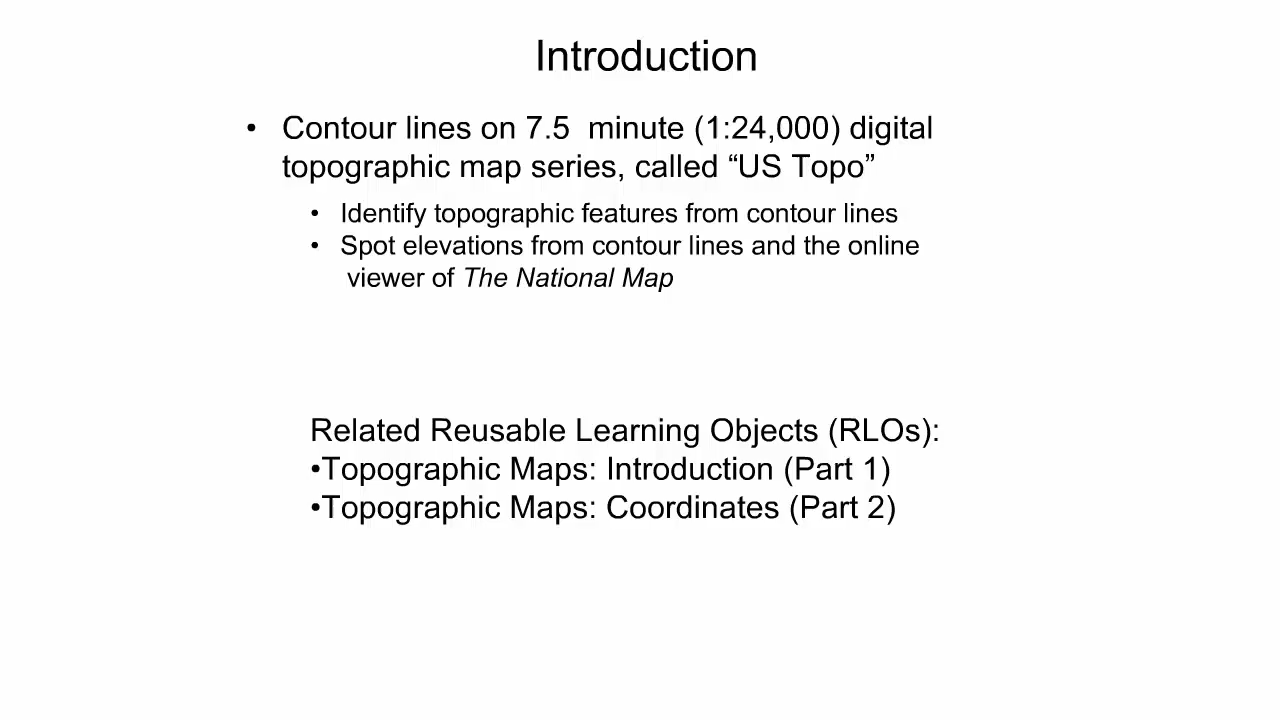 Introduction
• Contour lines on 7.5  minute (1:24,000) digital
topographic map series, called “US Topo”
• Identify topographic features from contour lines
• Spot elevations from contour lines and the online
viewer of The National Map
Related Reusable Learning Objects (RLOs):
•Topographic Maps: Introduction (Part 1)
•Topographic Maps: Coordinates (Part 2)